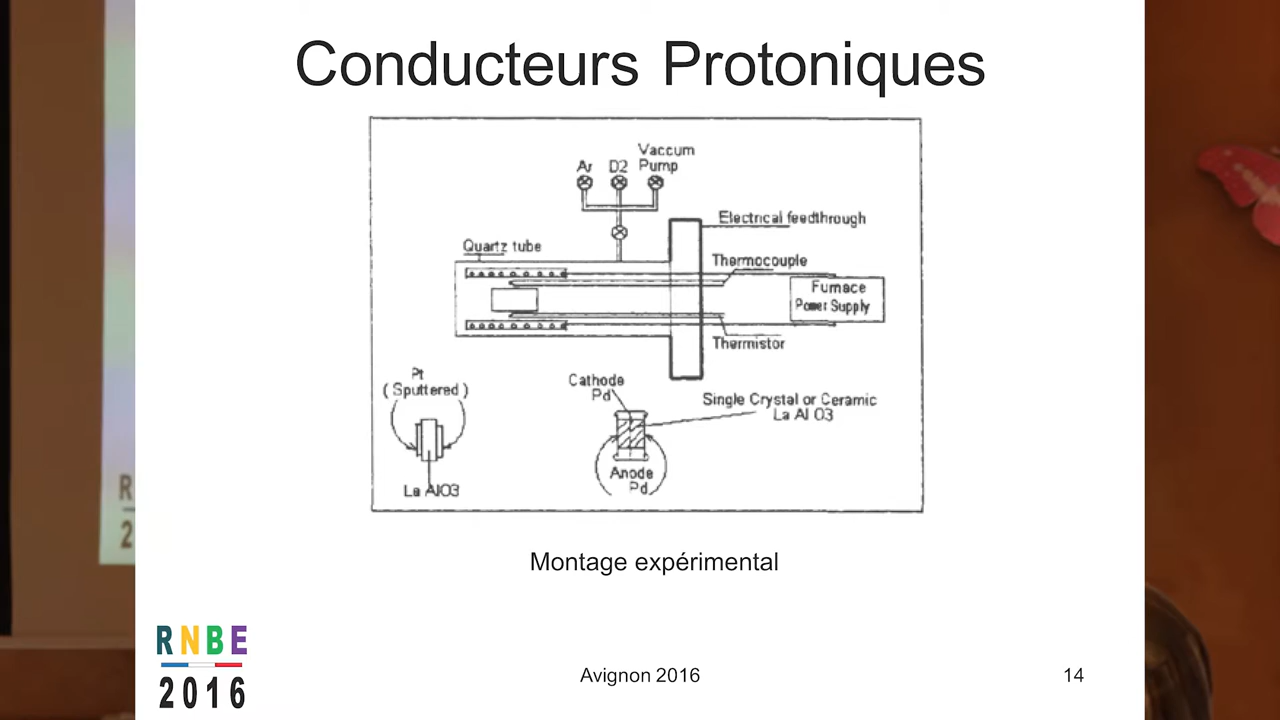 Conducteurs Protoniques
Vaccum
Ar D2 Pump
Electrical feedthrough
Quartz tube
Thermocouple
Furnace
Power Supply
Thermistor
Pt
(Sputtered)
Cathode
Pd
Single Crystal or Ceramic
La Al O3
Anode
Pd
La AlO3
Montage expérimental
RNBE
2016
Avignon 2016
14
R
2